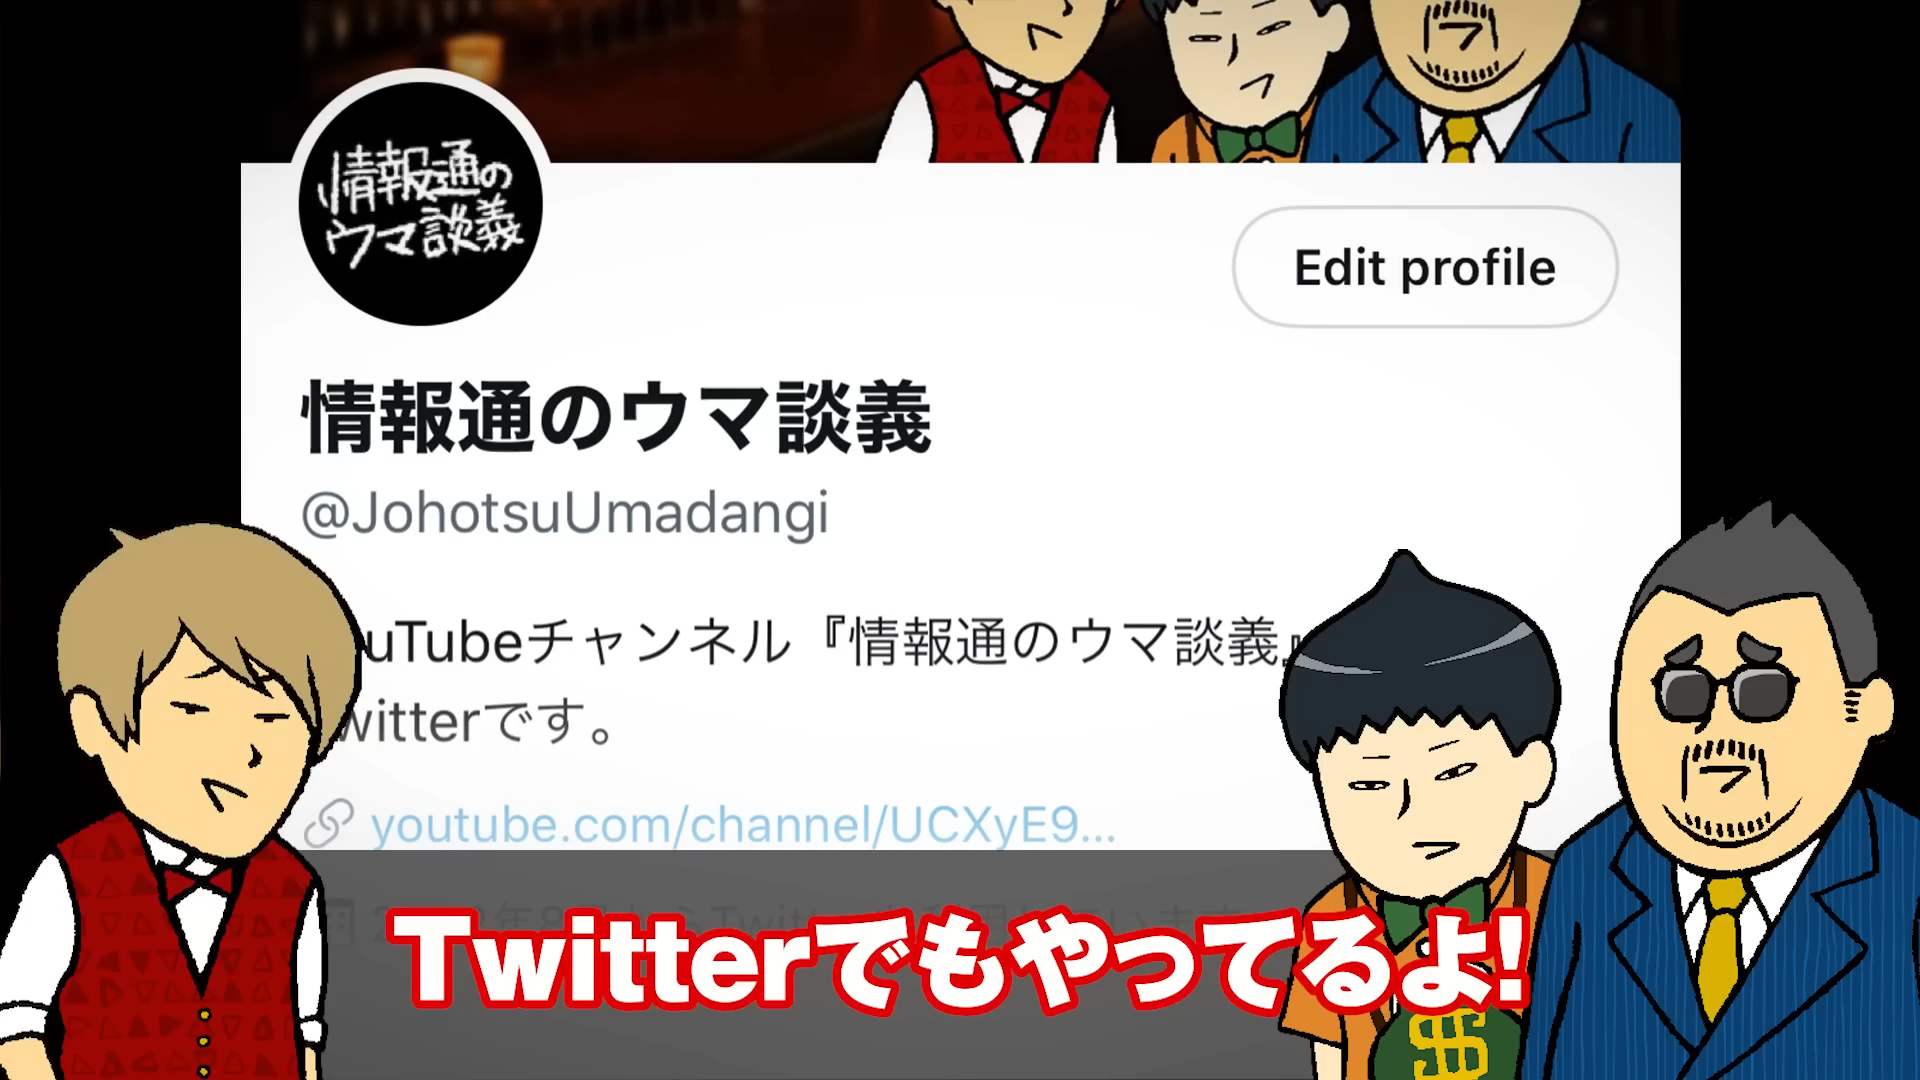 情報通の
ウマ談義
Edit profile
情報通のウマ談義
@JohotsuUmadangi
uTubeチャンネル『情報通のウマ談義』
witterです。
youtube.com/channel/UCXyE9...
Twitterでもやってるよ!